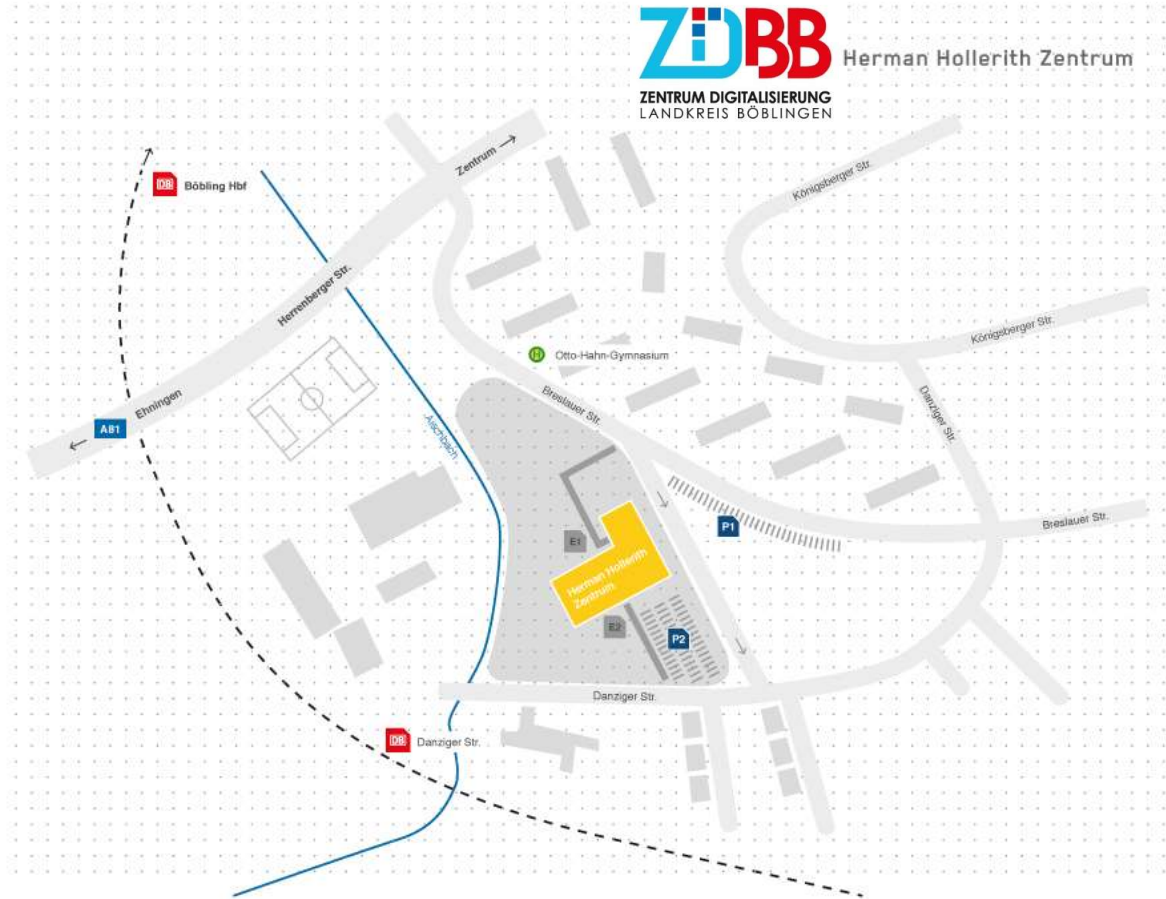 ZDBB
Herman Hollerith Zentrum
ZENTRUM DIGITALISIERUNG
LANDKREIS BÖBLINGEN
Zentrum
Königsberger Str.
DB
Böbling Hbf
Herrenberger Str.
Königsberger Str.
H
Otto-Hahn-Gymnasium
Ehningen
A81
Breslauer Str.
Danziger Str.
Aischbach
P1
Breslauer Str.
E1
Herman Hollerith
Zentrum
E2
P2
Danziger Str.
DB
Danziger Str.